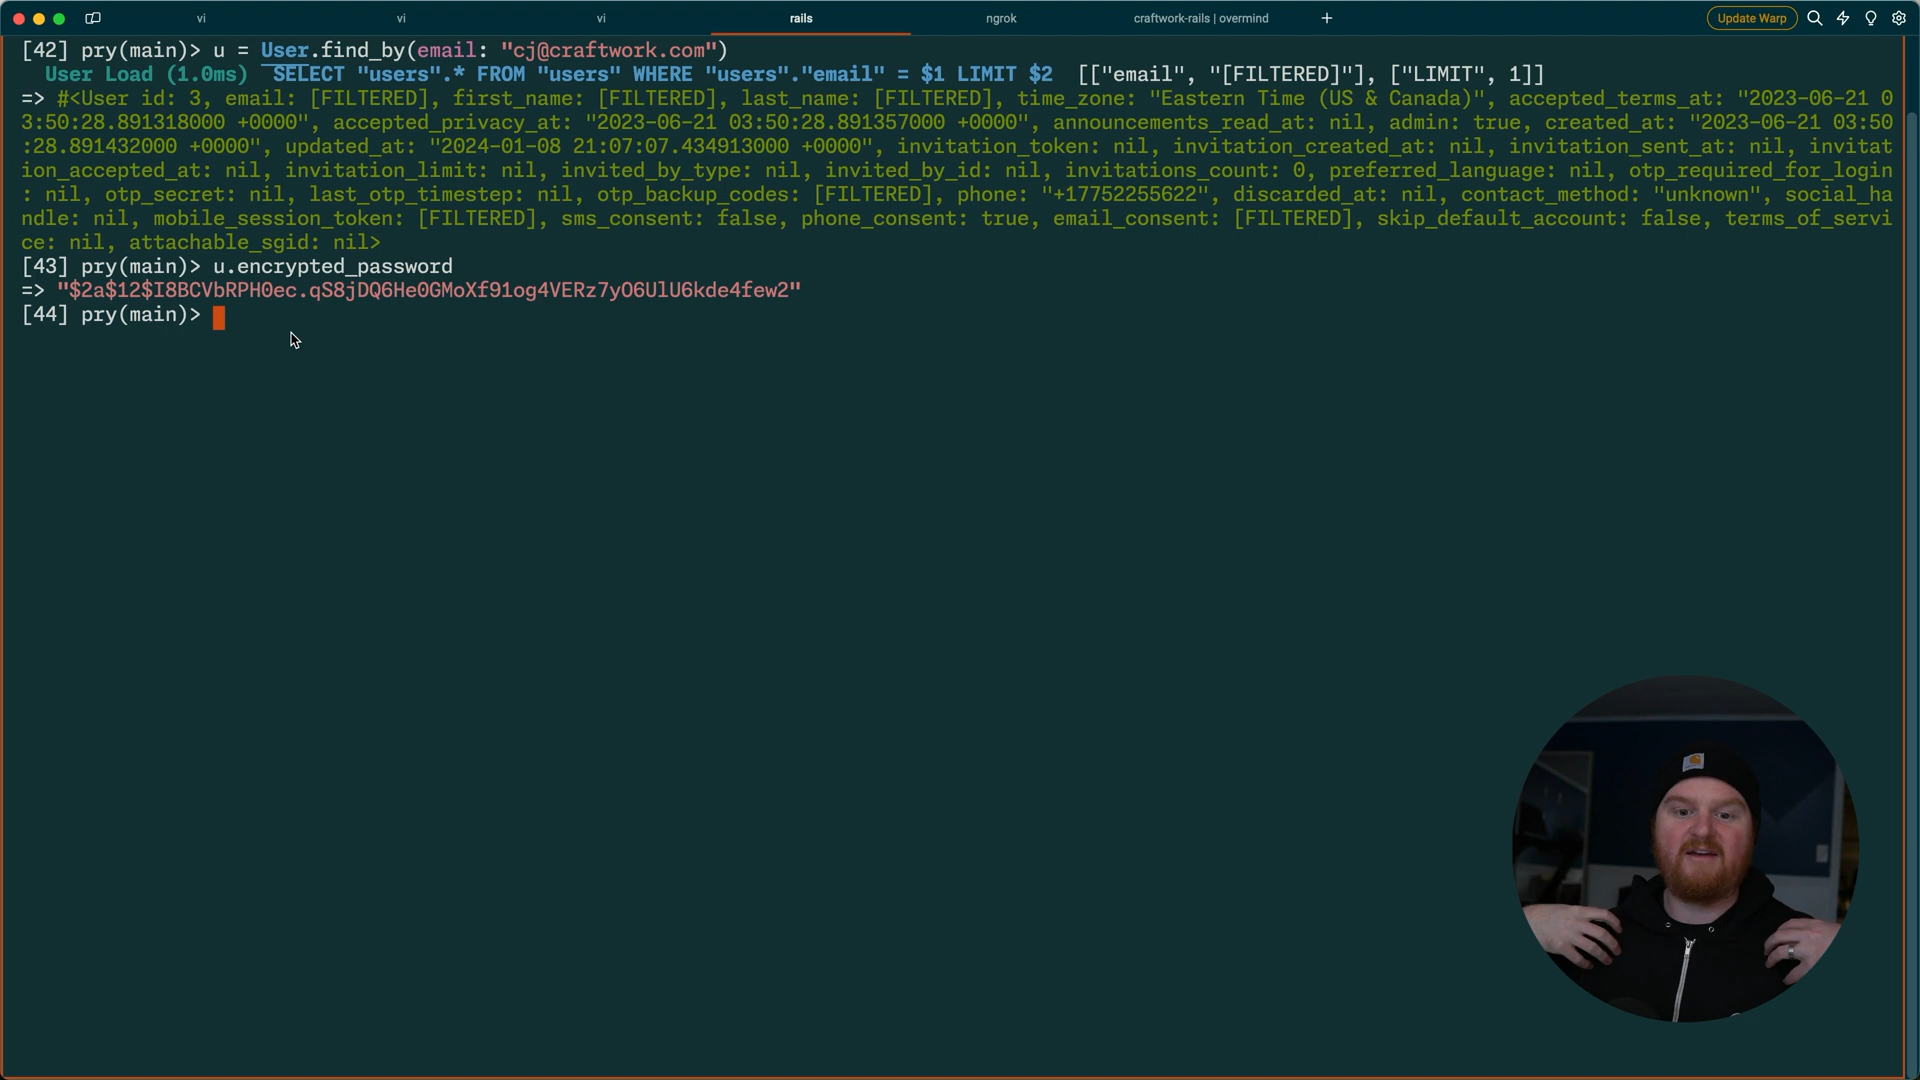 vi
vi
vi
rails
ngrok
craftwork-rails | overmind
+
Update Warp
[42] pry(main)> u = User.find_by(email: "cj@craftwork.com")
User Load (1.0ms)  SELECT "users".* FROM "users" WHERE "users"."email" = $1 LIMIT $2  [["email", "[FILTERED]"], ["LIMIT", 1]]
=> #<User id: 3, email: [FILTERED], first_name: [FILTERED], last_name: [FILTERED], time_zone: "Eastern Time (US & Canada)", accepted_terms_at: "2023-06-21 0
3:50:28.891318000 +0000", accepted_privacy_at: "2023-06-21 03:50:28.891357000 +0000", announcements_read_at: nil, admin: true, created_at: "2023-06-21 03:50
:28.891432000 +0000", updated_at: "2024-01-08 21:07:07.434913000 +0000", invitation_token: nil, invitation_created_at: nil, invitation_sent_at: nil, invitat
ion_accepted_at: nil, invitation_limit: nil, invited_by_type: nil, invited_by_id: nil, invitations_count: 0, preferred_language: nil, otp_required_for_login
: nil, otp_secret: nil, last_otp_timestep: nil, otp_backup_codes: [FILTERED], phone: "+17752255622", discarded_at: nil, contact_method: "unknown", social_ha
ndle: nil, mobile_session_token: [FILTERED], sms_consent: false, phone_consent: true, email_consent: [FILTERED], skip_default_account: false, terms_of_servi
ce: nil, attachable_sgid: nil>
[43] pry(main)> u.encrypted_password
=> "$2a$12$I8BCVbRPH0ec.qS8jDQ6He0GMoXf91og4VERz7yO6UlU6kde4few2"
[44] pry(main)>